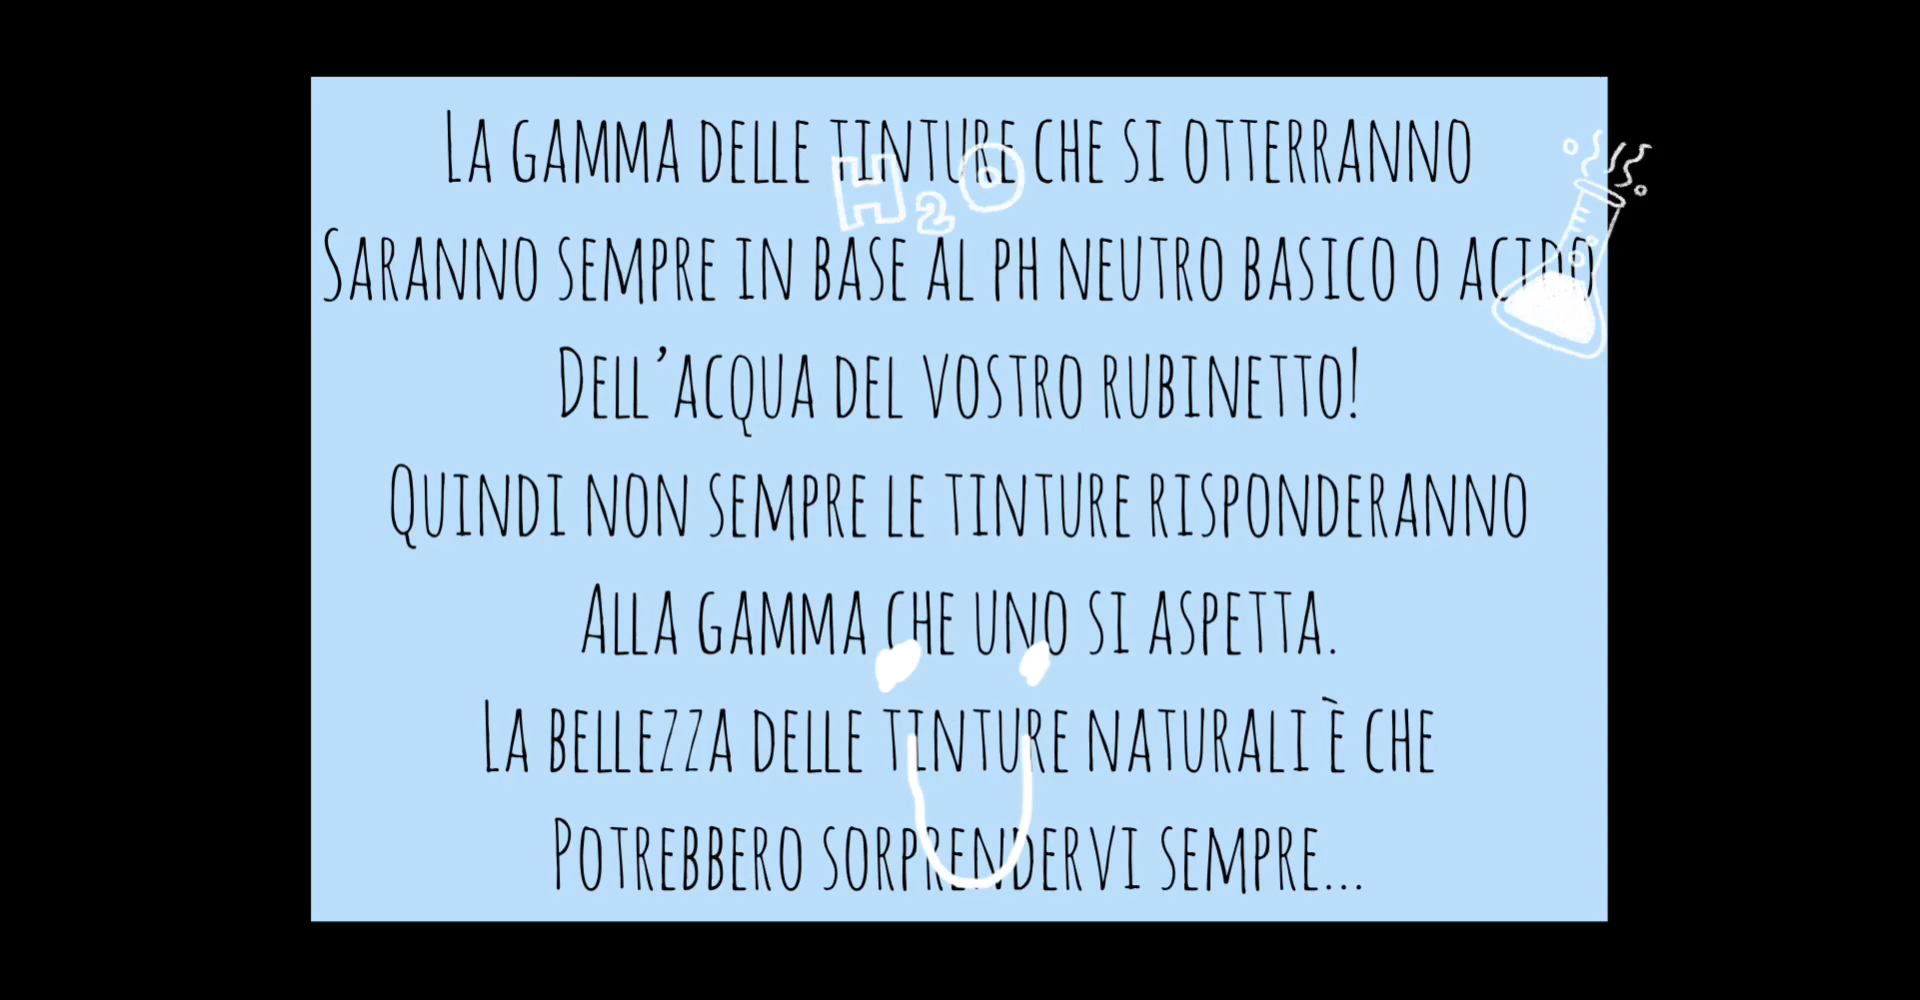 La gamma delle tinture che si otterranno
H2O
Saranno sempre in base al ph neutro basico o acido
Dell'acqua del vostro rubinetto!
Quindi non sempre le tinture risponderanno
Alla gamma che uno si aspetta.
La bellezza delle tinture naturali è che
Potrebbero sorprendervi sempre...